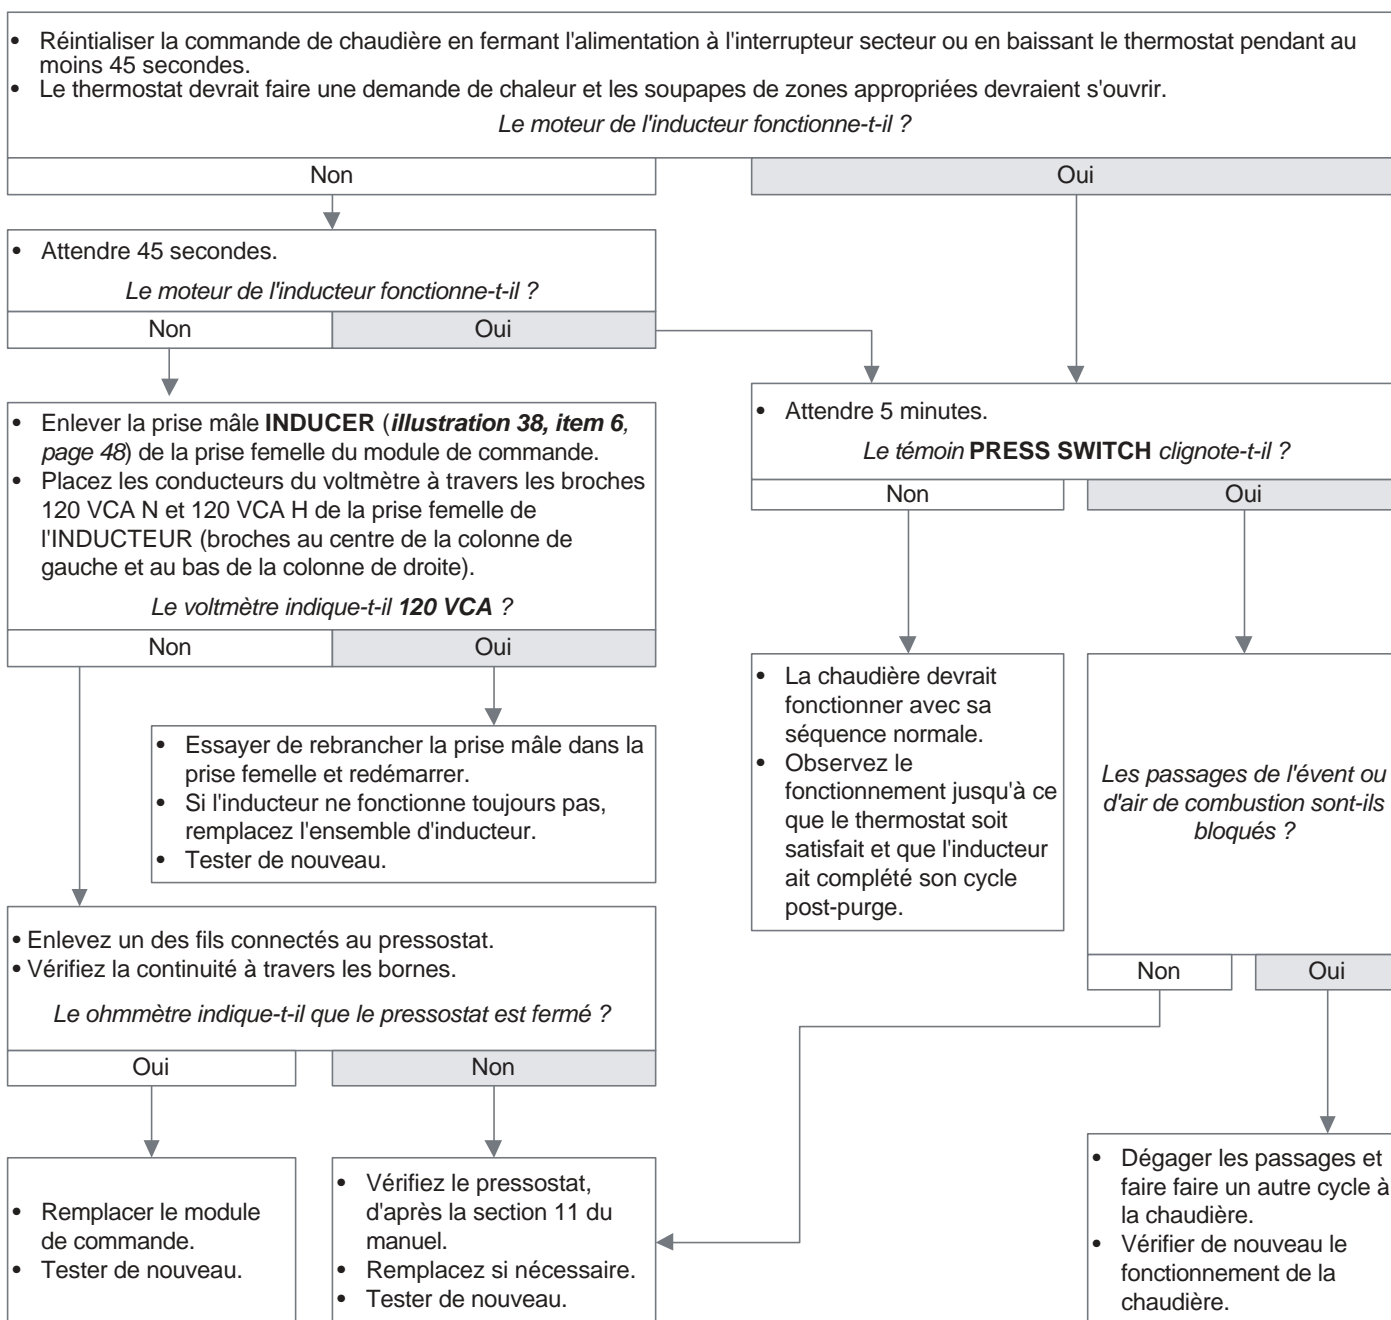 • Réintialiser la commande de chaudière en fermant l'alimentation à l'interrupteur secteur ou en baissant le thermostat pendant au
moins 45 secondes.
• Le thermostat devrait faire une demande de chaleur et les soupapes de zones appropriées devraient s'ouvrir.
Le moteur de l'inducteur fonctionne-t-il ?
Non
Oui
• Attendre 45 secondes.
Le moteur de l'inducteur fonctionne-t-il ?
Non
Oui
• Enlever la prise mâle INDUCER (illustration 38, item 6,
page 48) de la prise femelle du module de commande.
• Placez les conducteurs du voltmètre à travers les broches
120 VCA N et 120 VCA H de la prise femelle de
l'INDUCTEUR (broches au centre de la colonne de
gauche et au bas de la colonne de droite).
Le voltmètre indique-t-il 120 VCA ?
Non
Oui
• Attendre 5 minutes.
Le témoin PRESS SWITCH clignote-t-il ?
Non
Oui
• Essayer de rebrancher la prise mâle dans la
prise femelle et redémarrer.
• Si l'inducteur ne fonctionne toujours pas,
remplacez l'ensemble d'inducteur.
• Tester de nouveau.
• La chaudière devrait
fonctionner avec sa
séquence normale.
• Observez le
fonctionnement jusqu'à ce
que le thermostat soit
satisfait et que l'inducteur
ait complété son cycle
post-purge.
Les passages de l'évent ou
d'air de combustion sont-ils
bloqués ?
Non
Oui
• Enlevez un des fils connectés au pressostat.
• Vérifiez la continuité à travers les bornes.
Le ohmmètre indique-t-il que le pressostat est fermé ?
Oui
Non
• Remplacer le module
de commande.
• Tester de nouveau.
• Vérifiez le pressostat,
d'après la section 11 du
manuel.
• Remplacez si nécessaire.
• Tester de nouveau.
• Dégager les passages et
faire faire un autre cycle à
la chaudière.
• Vérifier de nouveau le
fonctionnement de la
chaudière.